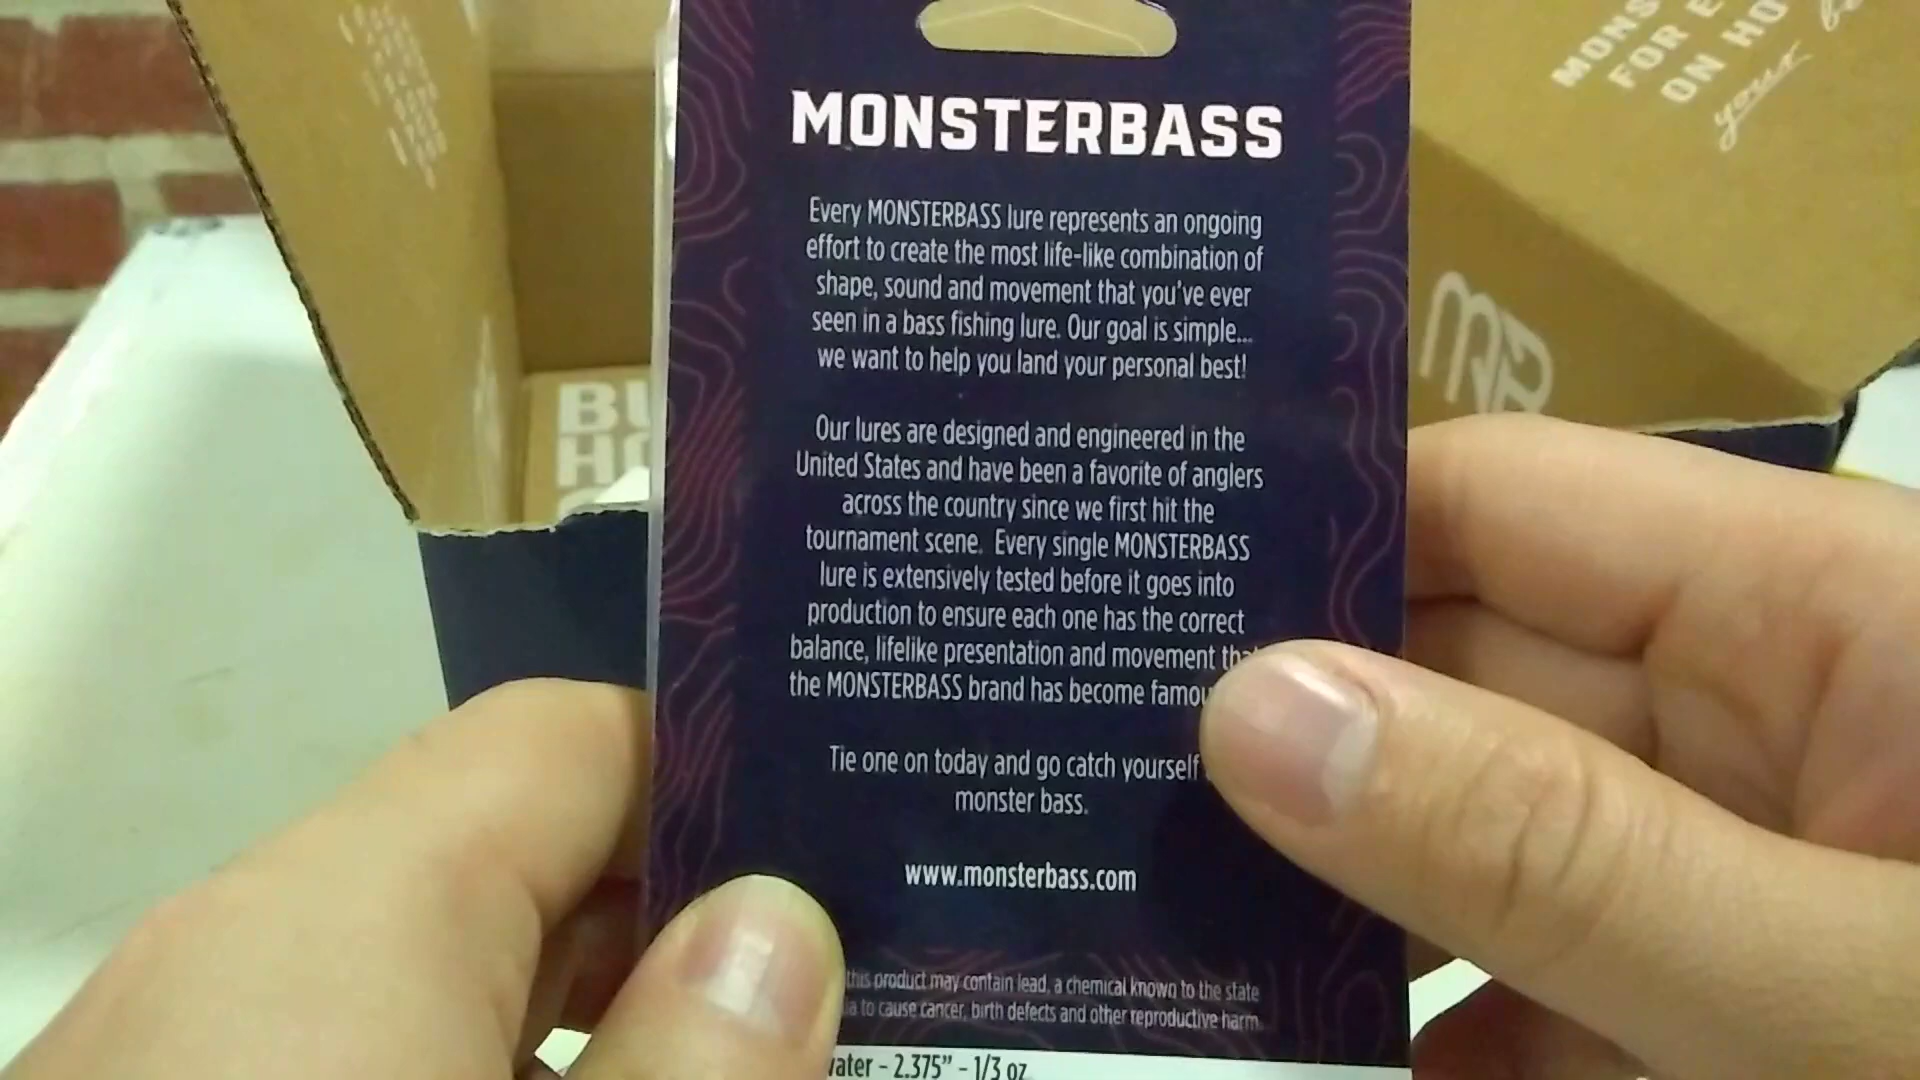 MONSTERBASS
Every MONSTERBASS lure represents an ongoing
effort to create the most life-like combination of
shape, sound and movement that you've ever
seen in a bass fishing lure. Our goal is simple...
we want to help you land your personal best!
Our lures are designed and engineered in the
United States and have been a favorite of anglers
across the country since we first hit the
tournament scene. Every single MONSTERBASS
lure is extensively tested before it goes into
production to ensure each one has the correct
balance, lifelike presentation and movement
the MONSTERBASS brand has become
Tie one on today and go catch yourself
monster bass.
www.monsterbass.com
this product may contain lead, a chemical known to the state
to cause cancer, birth defects and other reproductive harm.
2.375" - 1/3 oz
FOR
ON
your